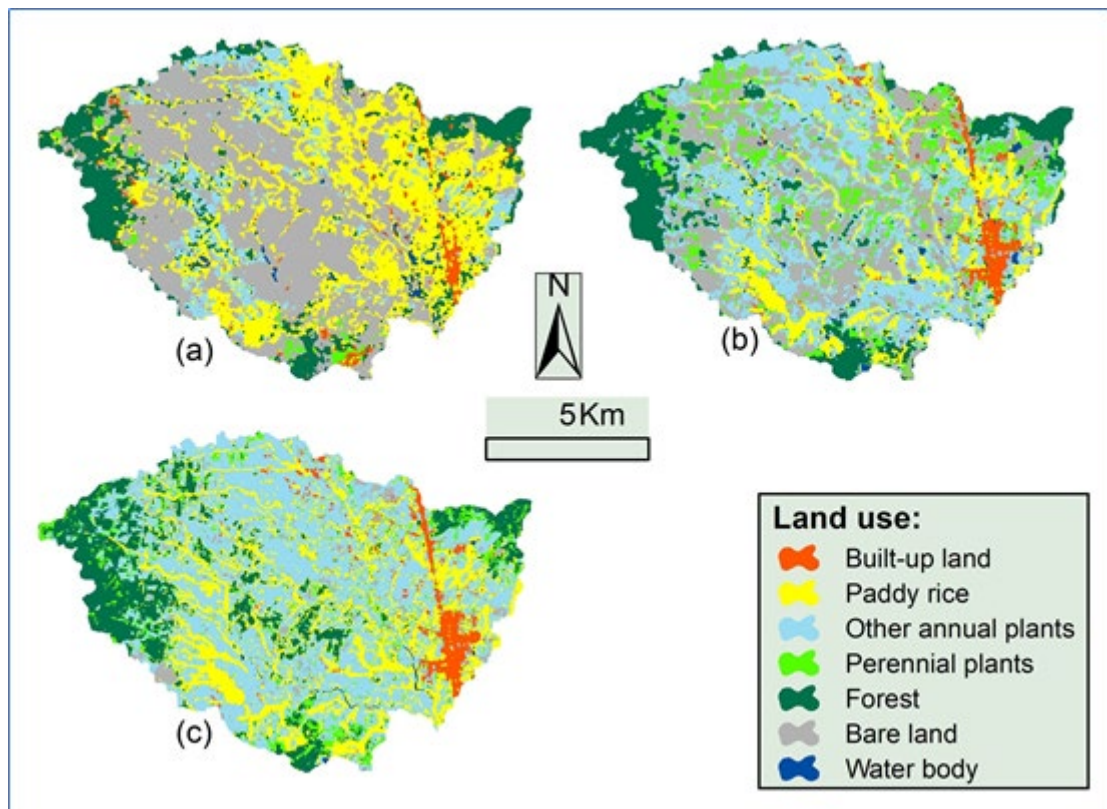 (a)
(b)
N
5Km
(c)
Land use:
Built-up land
Paddy rice
Other annual plants
Perennial plants
Forest
Bare land
Water body